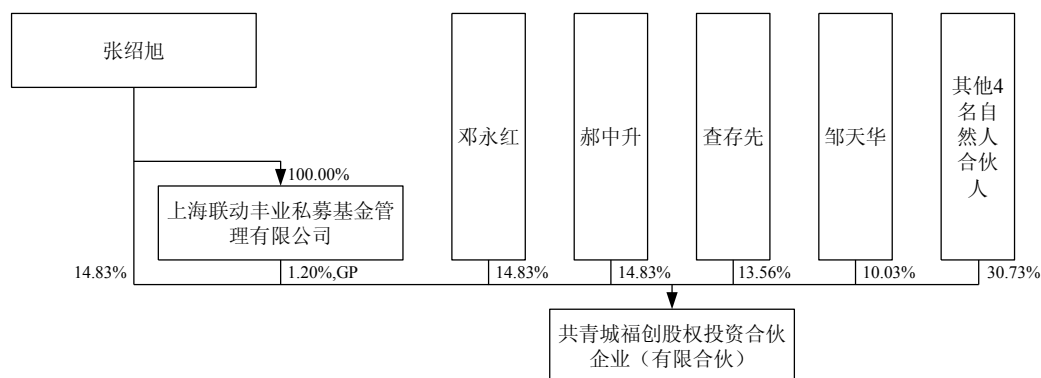 张绍旭
邓永红
郝中升
查存先
邹天华
其他4
名自
然人
合伙
人
100.00%
上海联动丰业私募基金管
理有限公司
14.83%
1.20%,GP
14.83%
14.83%
13.56%
10.03%
30.73%
共青城福创股权投资合伙
企业（有限合伙）